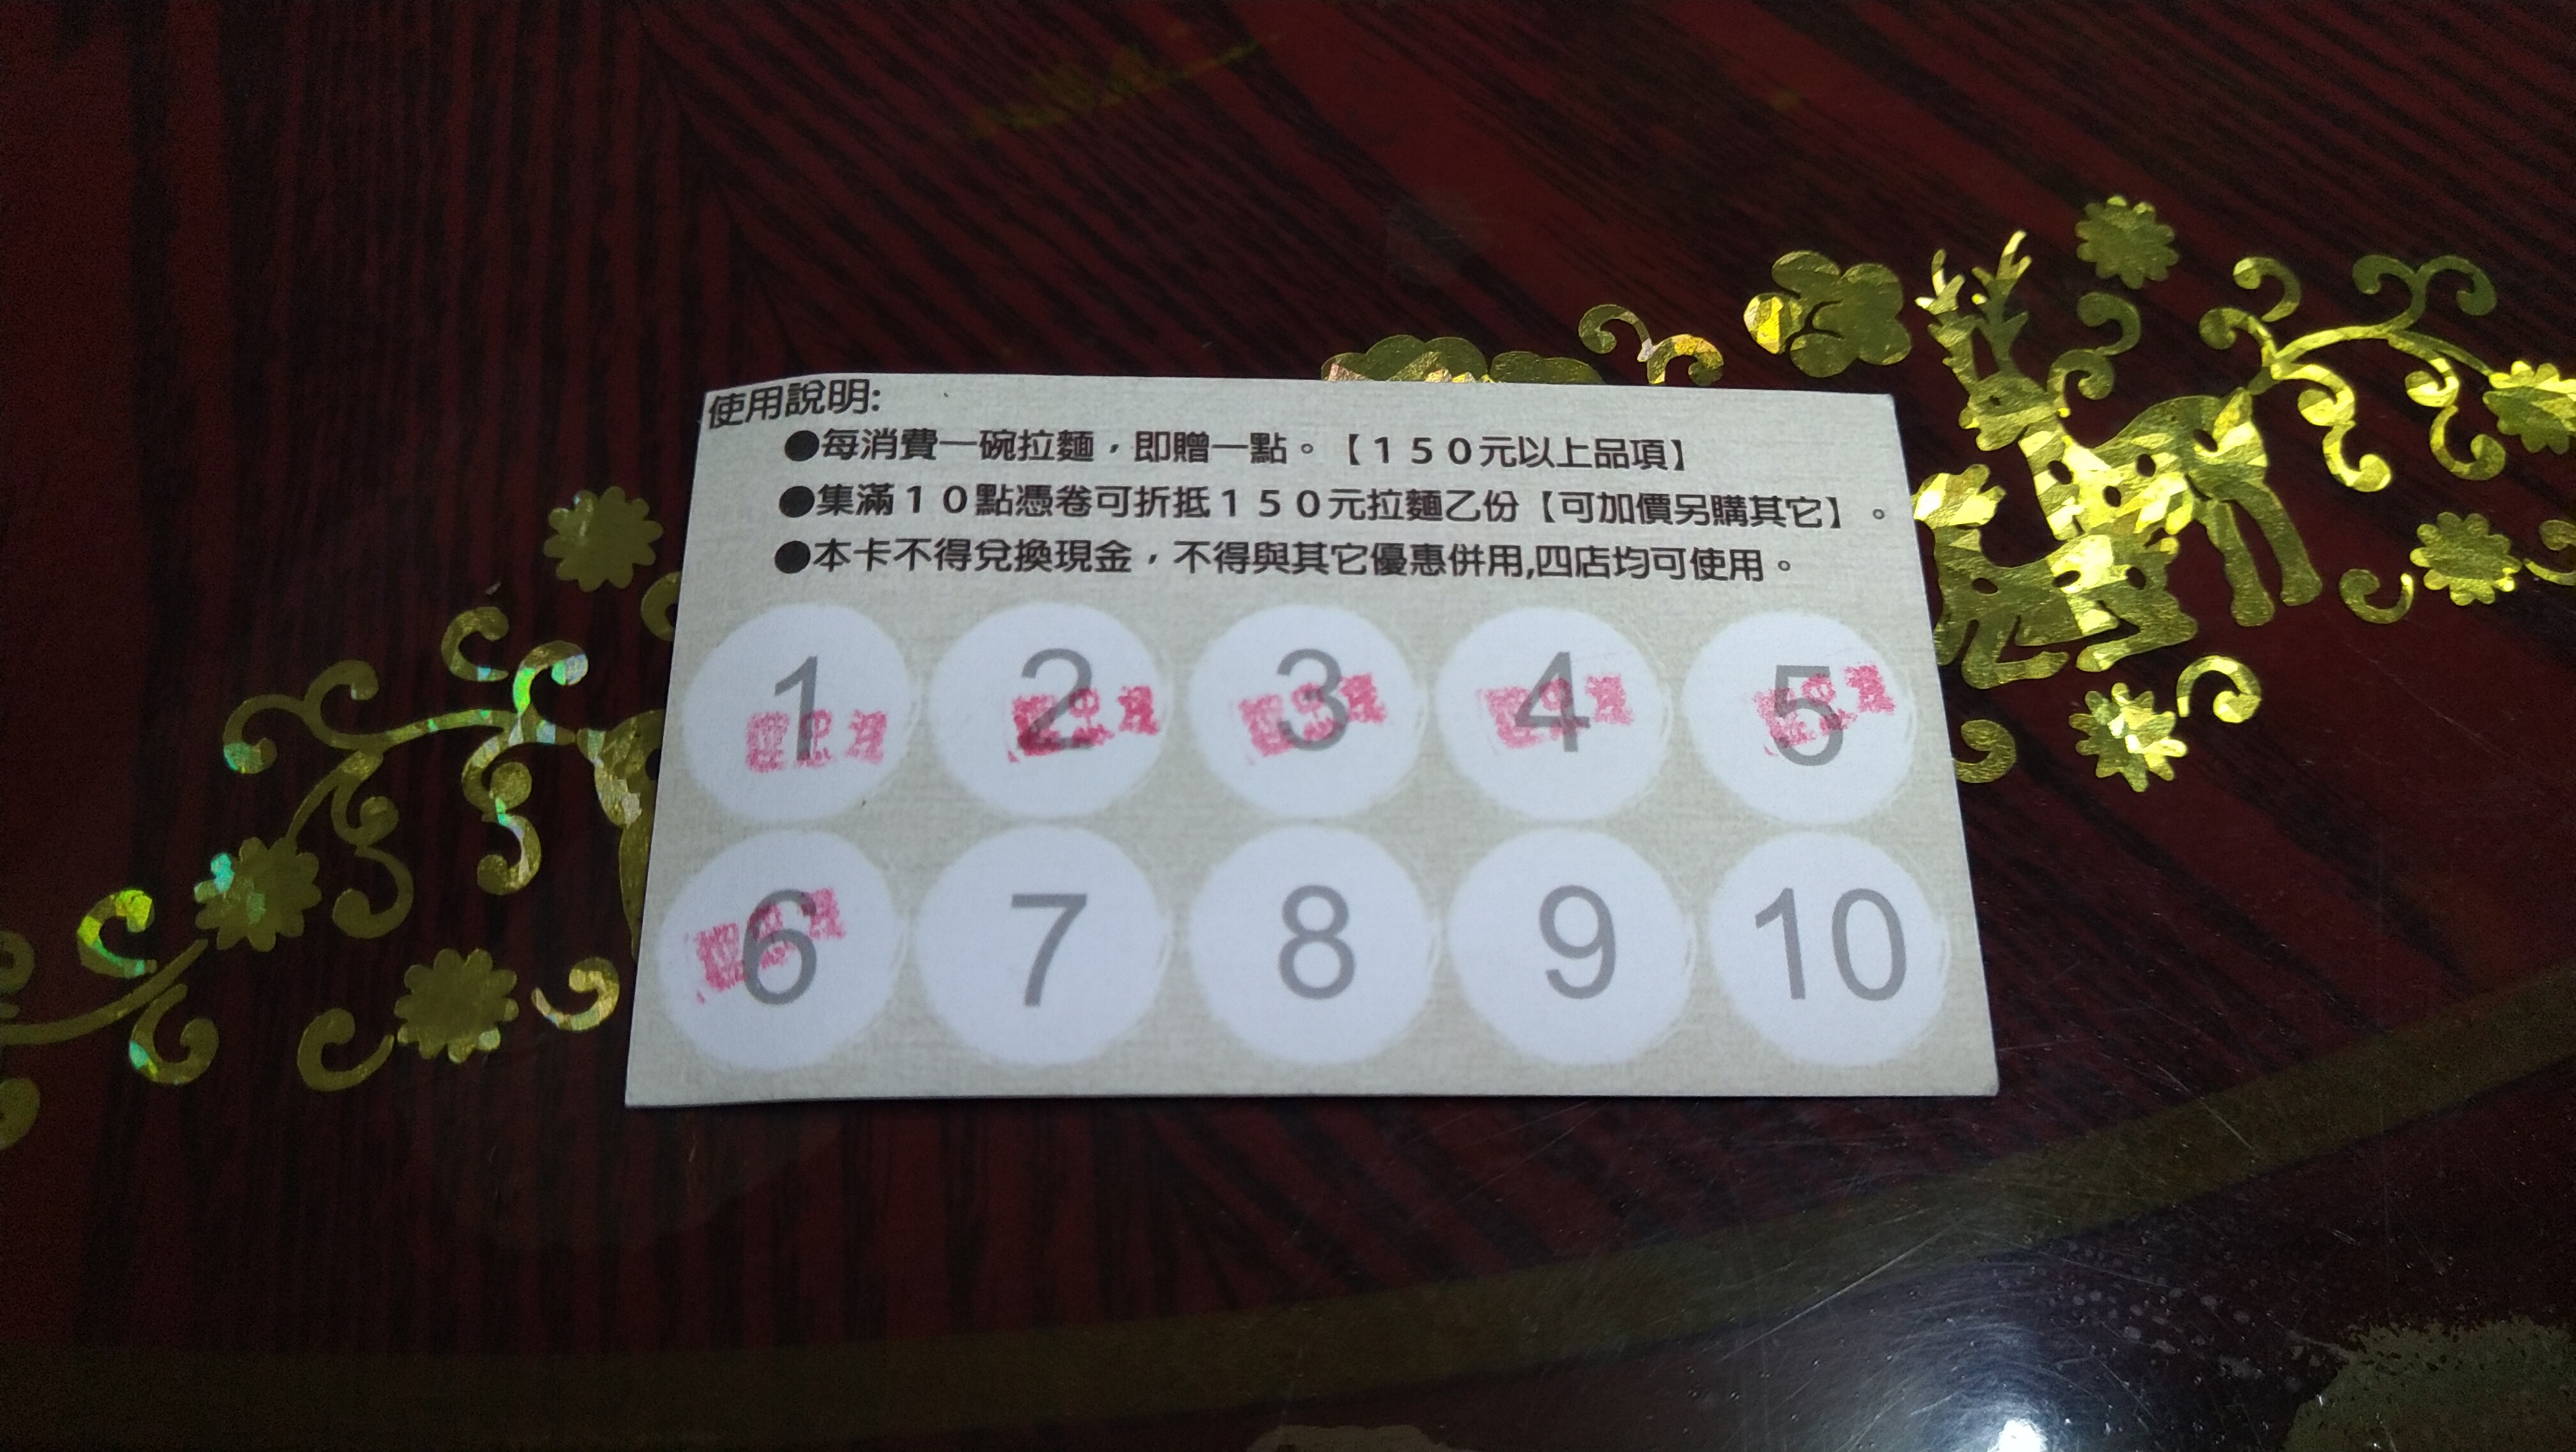 使用說明:
●每消費一碗拉麵，即贈一點。【150元以上品項】
●集滿10點憑卷可折抵150元拉麵乙份【可加價另購其它】。
●本卡不得兌換現金，不得與其它優惠併用,四店均可使用。
1 2 3 4 5
6 7 8 9 10